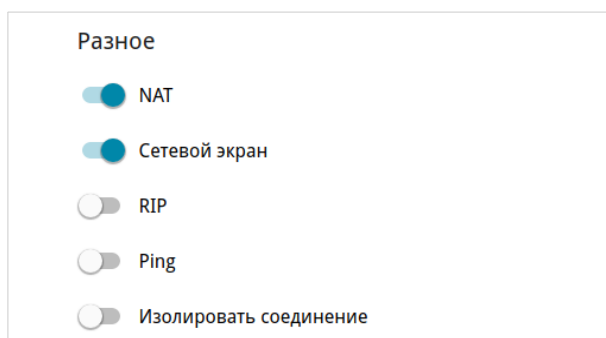 Разное
NAT
Сетевой экран
RIP
Ping
Изолировать соединение